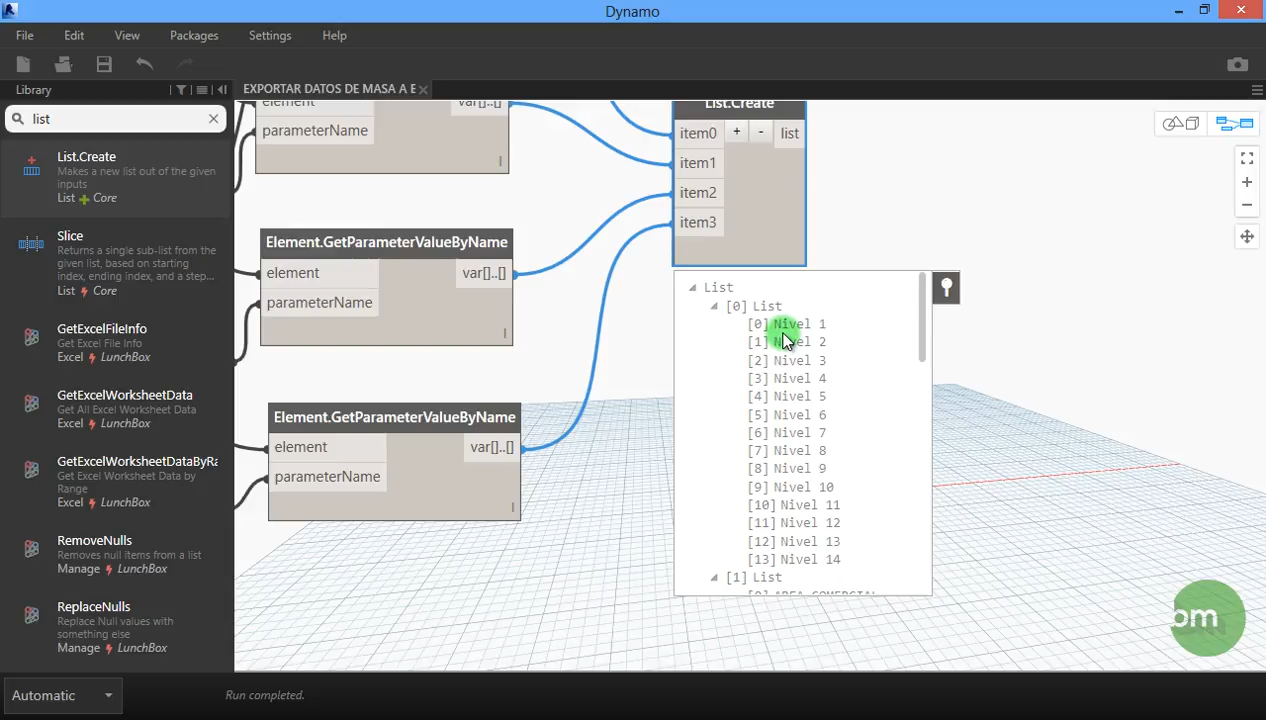 Dynamo
File Edit View Packages Settings Help
Library
EXPORTAR DATOS DE MASA A E
list
List.Create
Makes a new list out of the given
inputs
List Core
Slice
Returns a single sub-list from the
given list, based on starting
index, ending index, and a step...
List Core
GetExcelFileInfo
Get Excel File Info
Excel LunchBox
GetExcelWorksheetData
Get All Excel Worksheet Data
Excel LunchBox
GetExcelWorksheetDataByRa
Get Excel Worksheet Data by
Range
Excel LunchBox
RemoveNulls
Removes null items from a list
Manage LunchBox
ReplaceNulls
Replace Null values with
something else
Manage LunchBox
Automatic
Run completed.
element var[]..[]
parameterName
Element.GetParameterValueByName
element var[]..[]
parameterName
Element.GetParameterValueByName
element var[]..[]
parameterName
List.Create
item0 + - list
item1
item2
item3
List
[0] List
[0] Nivel 1
[1] Nivel 2
[2] Nivel 3
[3] Nivel 4
[4] Nivel 5
[5] Nivel 6
[6] Nivel 7
[7] Nivel 8
[8] Nivel 9
[9] Nivel 10
[10] Nivel 11
[11] Nivel 12
[12] Nivel 13
[13] Nivel 14
[1] List
[0] AREA COMERCIAL
om